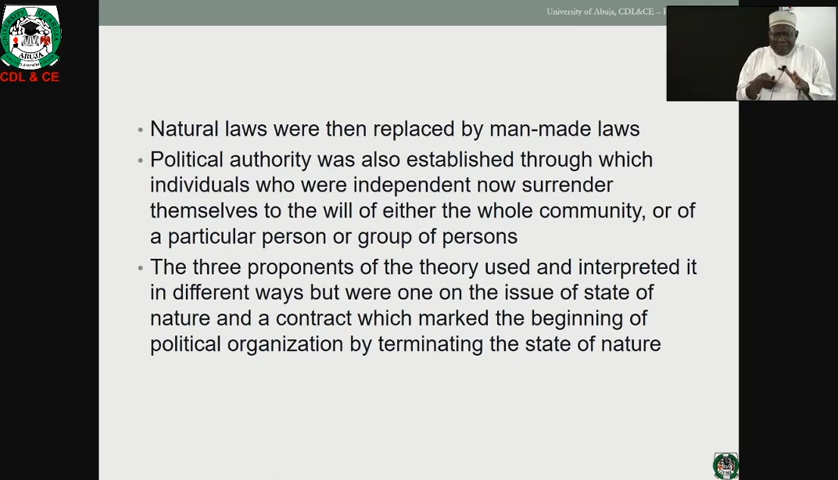 University of Abuja, CDL&CE –
ABUJA
CDL & CE
Natural laws were then replaced by man-made laws
Political authority was also established through which
individuals who were independent now surrender
themselves to the will of either the whole community, or of
a particular person or group of persons
The three proponents of the theory used and interpreted it
in different ways but were one on the issue of state of
nature and a contract which marked the beginning of
political organization by terminating the state of nature